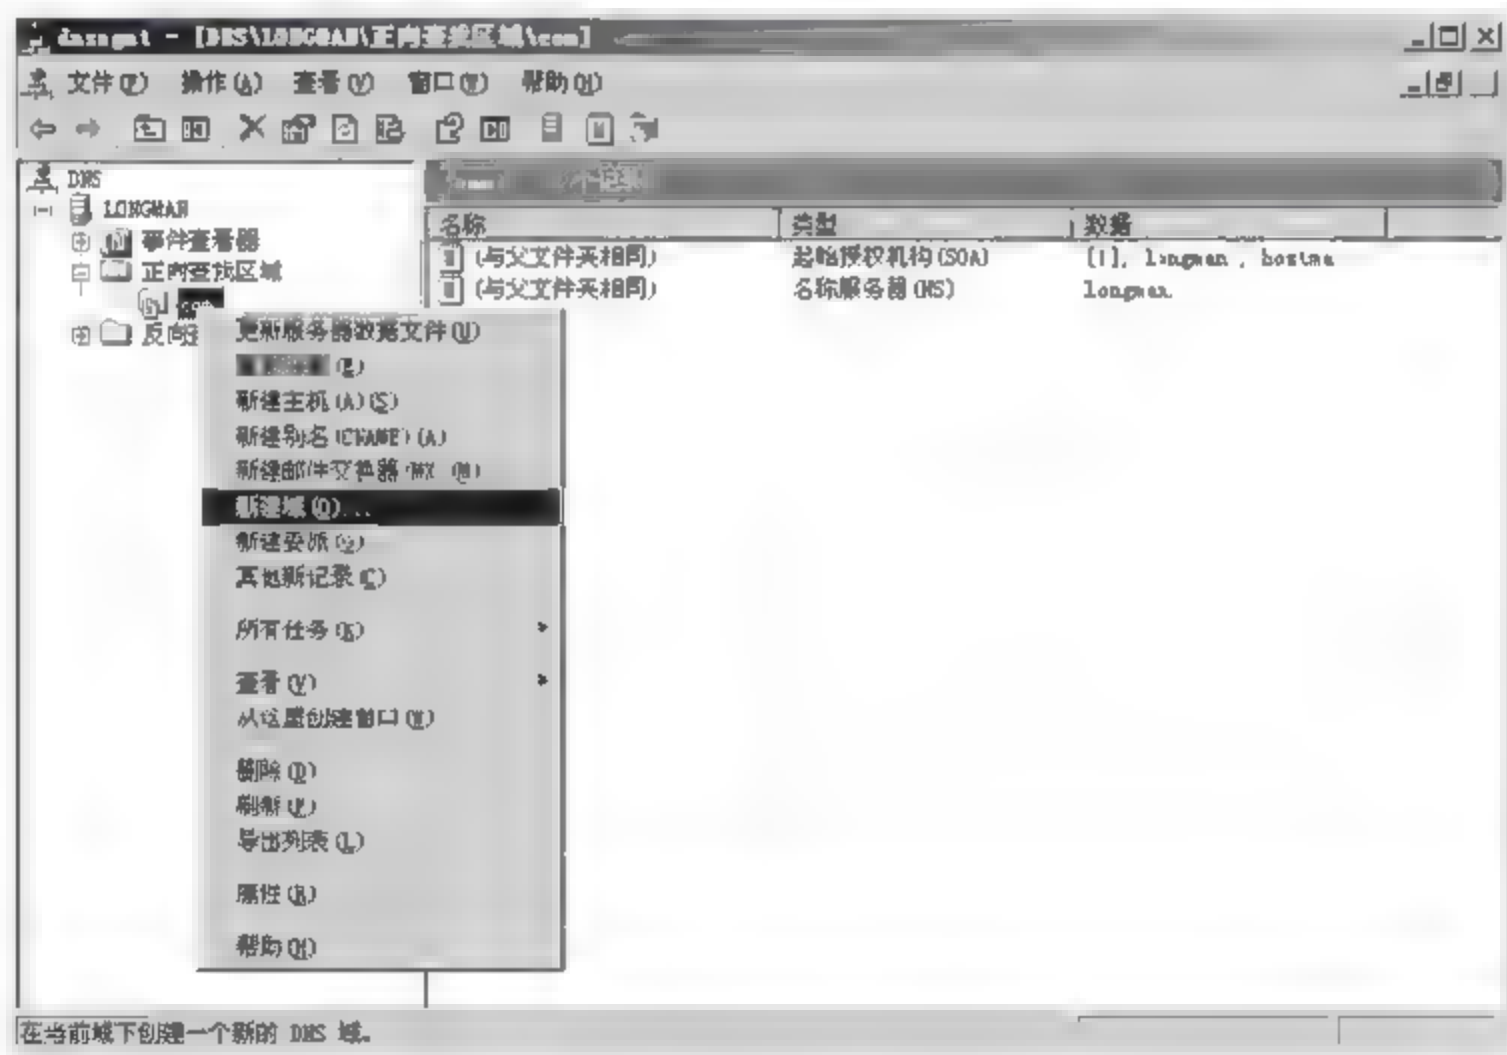 dnsmgmt - [DNS\LONGMAN\正向查找区域\com]
文件(F) 操作(A) 查看(V) 窗口(W) 帮助(H)
DNS
LONGMAN
事件查看器
正向查找区域
com
反向
名称 类型 数据
(与父文件夹相同) 起始授权机构(SOA) [1], longman., hostma
(与父文件夹相同) 名称服务器(NS) longman.
更新服务器数据文件(U)
(E)
新建主机(A)(S)
新建别名(CNAME)(A)
新建邮件交换器(MX)(M)
新建域(O)...
新建委派(G)
其他新记录(C)
所有任务(K)
查看(V)
从这里创建窗口(W)
删除(D)
刷新(F)
导出列表(L)
属性(R)
帮助(H)
在当前域下创建一个新的 DNS 域。